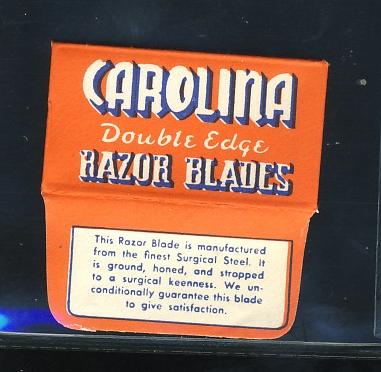 CAROLINA
Double Edge
RAZOR BLADES
This Razor Blade is manufactured
from the finest Surgical Steel. It
is ground, honed, and stropped
to a surgical keenness. We un-
conditionally guarantee this blade
to give satisfaction.